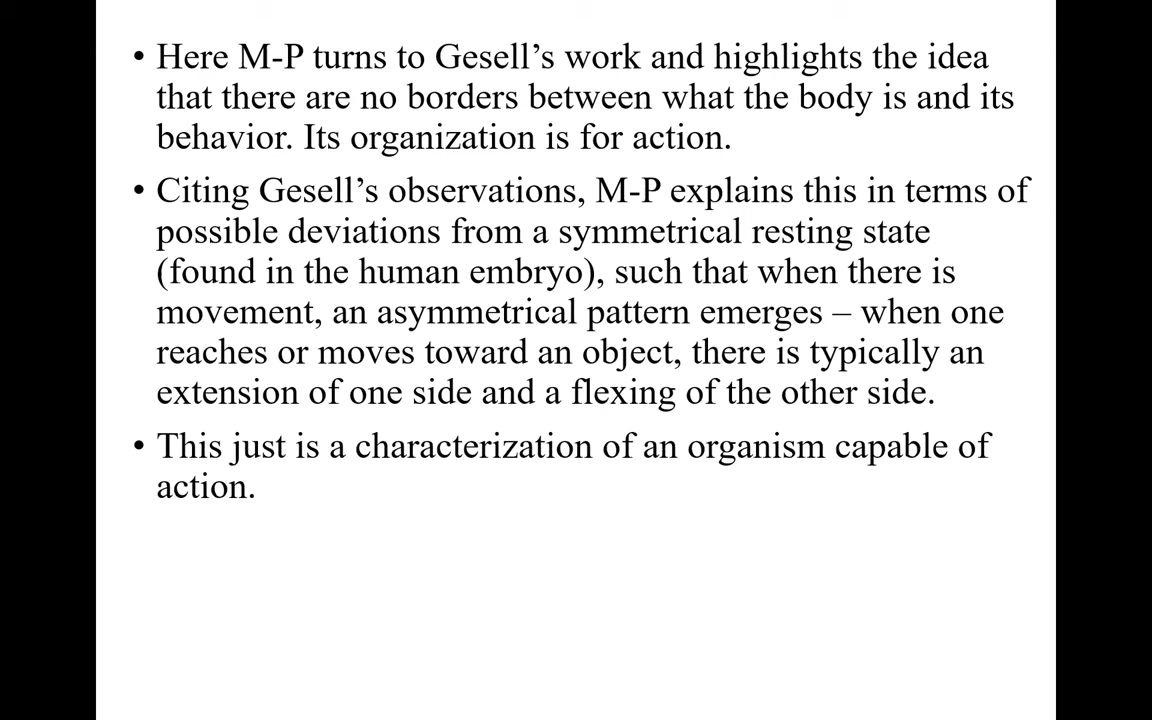 • Here M-P turns to Gesell’s work and highlights the idea
that there are no borders between what the body is and its
behavior. Its organization is for action.
• Citing Gesell’s observations, M-P explains this in terms of
possible deviations from a symmetrical resting state
(found in the human embryo), such that when there is
movement, an asymmetrical pattern emerges – when one
reaches or moves toward an object, there is typically an
extension of one side and a flexing of the other side.
• This just is a characterization of an organism capable of
action.